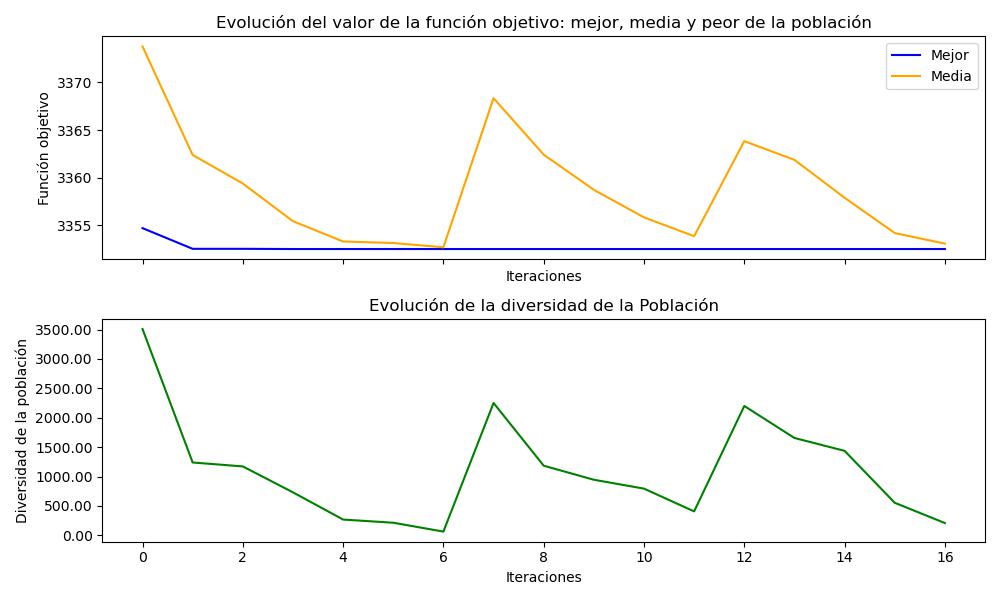 Evolución del valor de la función objetivo: mejor, media y peor de la población
Función objetivo
3370
3365
3360
3355
Mejor
Media
Iteraciones
Evolución de la diversidad de la Población
Diversidad de la población
3500.00
3000.00
2500.00
2000.00
1500.00
1000.00
500.00
0.00
0 2 4 6 8 10 12 14 16
Iteraciones